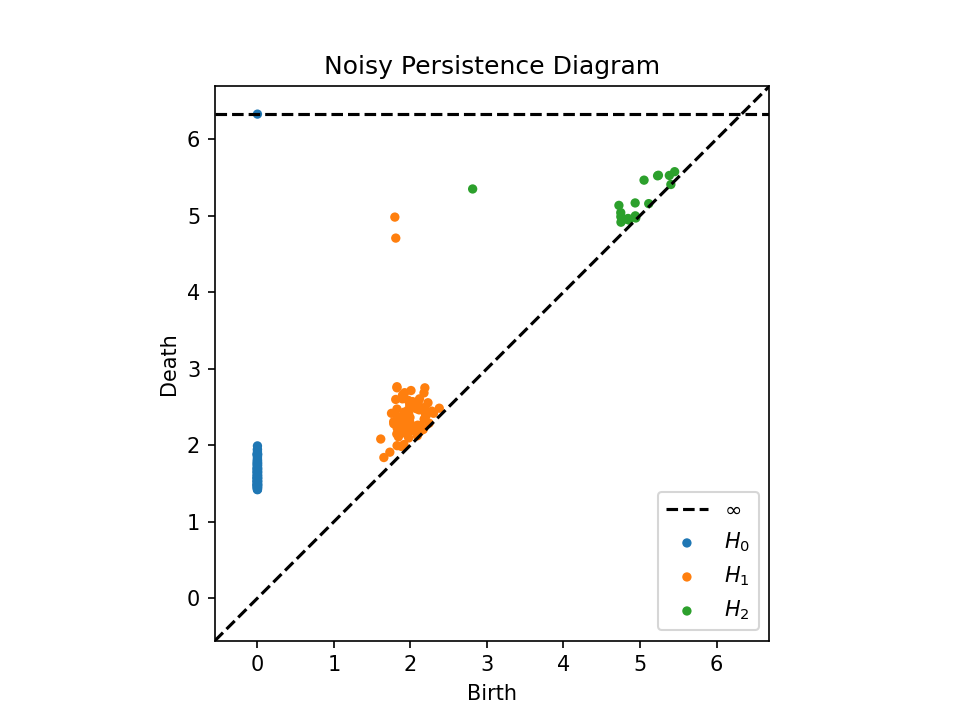 Noisy Persistence Diagram
Death
6
5
4
3
2
1
0
∞
H₀
H₁
H₂
0 1 2 3 4 5 6
Birth